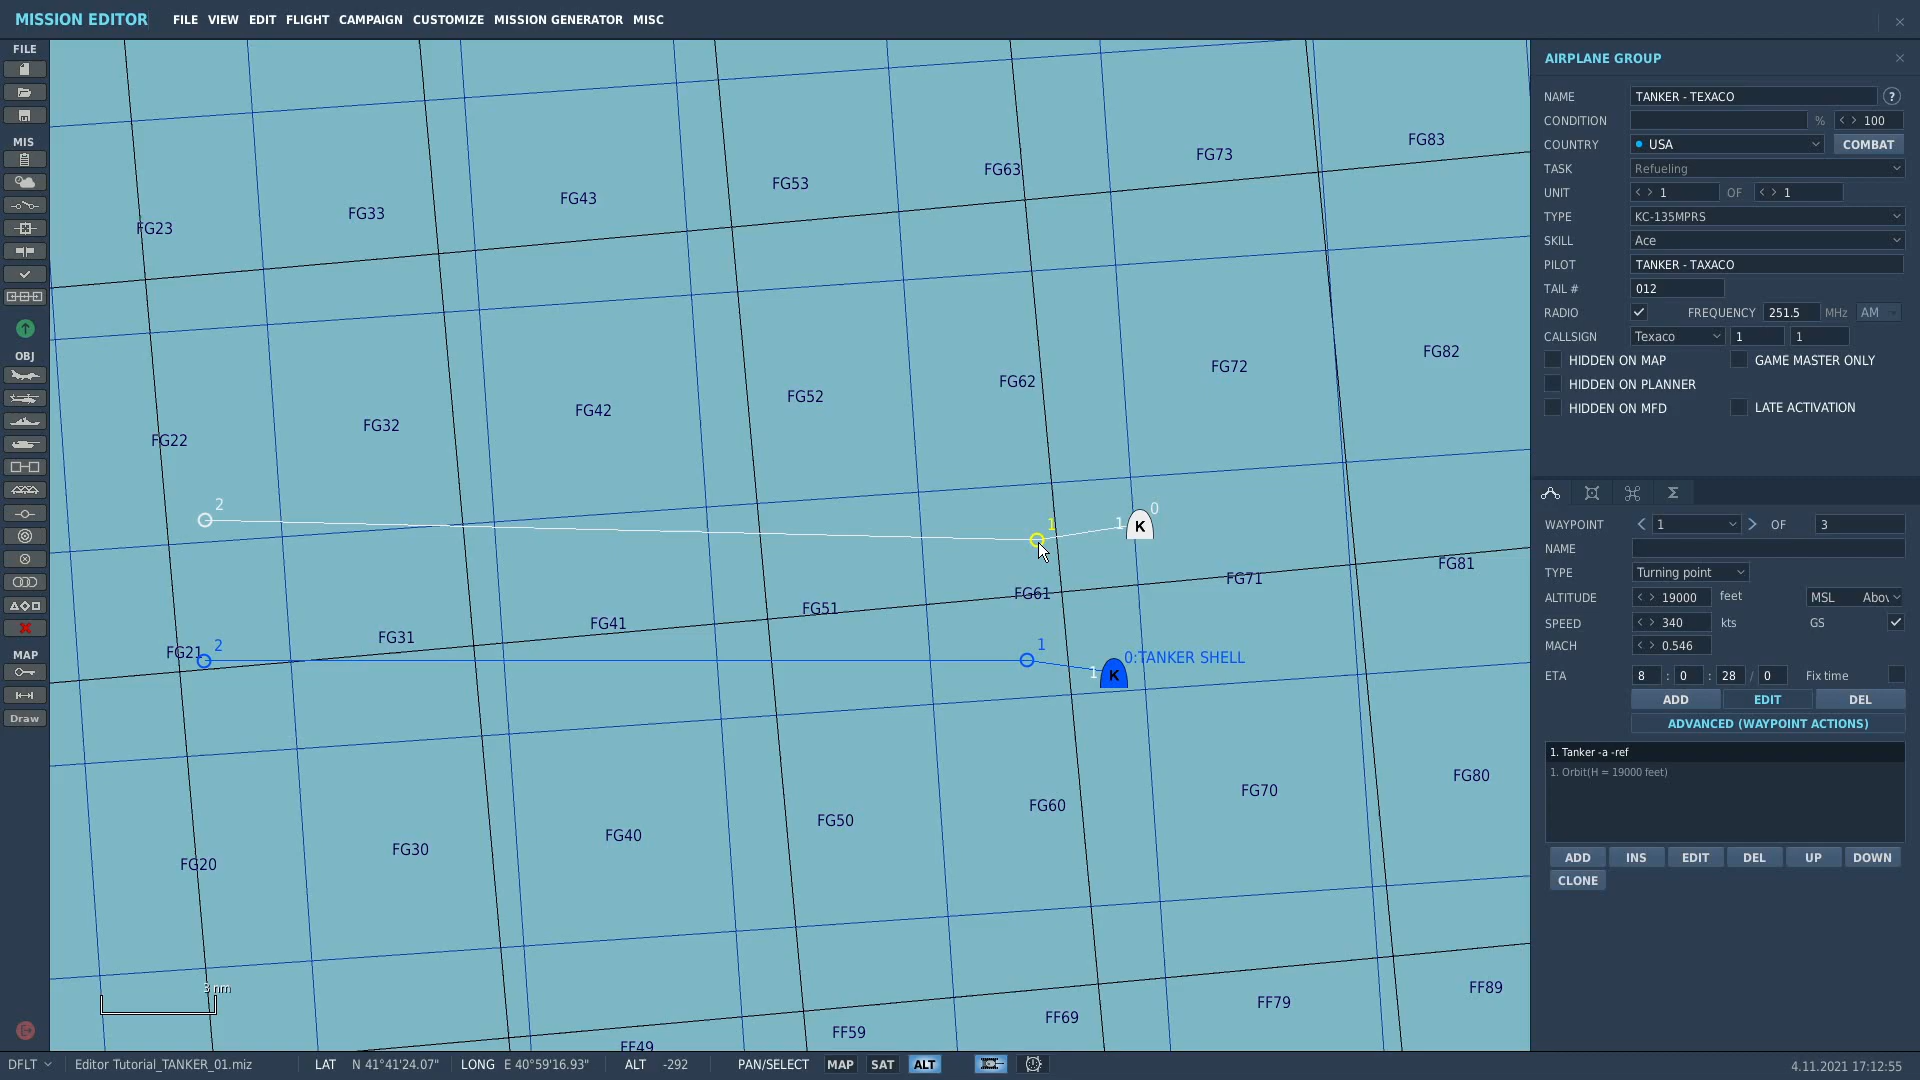 MISSION EDITOR FILE VIEW EDIT FLIGHT CAMPAIGN CUSTOMIZE MISSION GENERATOR MISC
FILE
MIS
OBJ
MAP
Draw
FG23 FG33 FG43 FG53 FG63 FG73 FG83
FG22 FG32 FG42 FG52 FG62 FG72 FG82
2 1 1 K 0
FG21 FG31 FG41 FG51 FG61 FG71 FG81
2 1 1 K 0:TANKER SHELL
FG20 FG30 FG40 FG50 FG60 FG70 FG80
FF49 FF59 FF69 FF79 FF89
3 nm
AIRPLANE GROUP
NAME TANKER - TEXACO ?
CONDITION % < > 100
COUNTRY USA COMBAT
TASK Refueling
UNIT < > 1 OF < > 1
TYPE KC-135MPRS
SKILL Ace
PILOT TANKER - TAXACO
TAIL # 012
RADIO FREQUENCY 251.5 MHz AM
CALLSIGN Texaco 1 1
HIDDEN ON MAP GAME MASTER ONLY
HIDDEN ON PLANNER
HIDDEN ON MFD LATE ACTIVATION
WAYPOINT < 1 > OF 3
NAME
TYPE Turning point
ALTITUDE < > 19000 feet MSL Abov
SPEED < > 340 kts GS
MACH < > 0.546
ETA 8 : 0 : 28 / 0 Fix time
ADD EDIT DEL
ADVANCED (WAYPOINT ACTIONS)
1. Tanker -a -ref
1. Orbit(H = 19000 feet)
ADD INS EDIT DEL UP DOWN
CLONE
DFLT Editor Tutorial_TANKER_01.miz LAT N 41°41'24.07" LONG E 40°59'16.93" ALT -292 PAN/SELECT MAP SAT ALT 4.11.2021 17:12:55